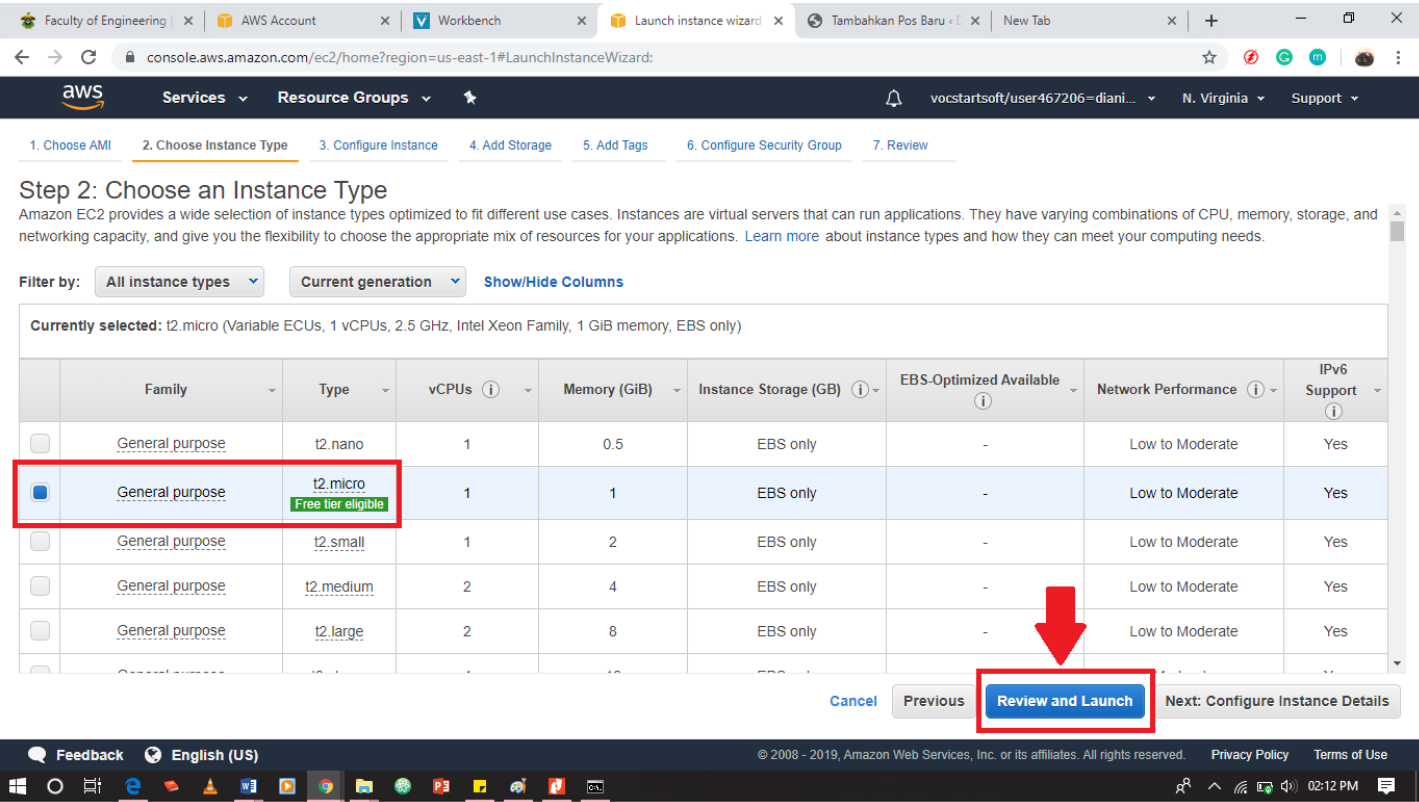 Faculty of Engineering |
AWS Account
Workbench
Launch instance wizard
Tambahkan Pos Baru ‹
New Tab
console.aws.amazon.com/ec2/home?region=us-east-1#LaunchInstanceWizard:
aws
Services
Resource Groups
vocstartsoft/user467206=diani...
N. Virginia
Support
1. Choose AMI
2. Choose Instance Type
3. Configure Instance
4. Add Storage
5. Add Tags
6. Configure Security Group
7. Review
Step 2: Choose an Instance Type
Amazon EC2 provides a wide selection of instance types optimized to fit different use cases. Instances are virtual servers that can run applications. They have varying combinations of CPU, memory, storage, and
networking capacity, and give you the flexibility to choose the appropriate mix of resources for your applications. Learn more about instance types and how they can meet your computing needs.
Filter by:
All instance types
Current generation
Show/Hide Columns
Currently selected: t2.micro (Variable ECUs, 1 vCPUs, 2.5 GHz, Intel Xeon Family, 1 GiB memory, EBS only)
Family
Type
vCPUs
Memory (GiB)
Instance Storage (GB)
EBS-Optimized Available
Network Performance
IPv6
Support
General purpose t2.nano 1 0.5 EBS only - Low to Moderate Yes
General purpose t2.micro 1 1 EBS only - Low to Moderate Yes
Free tier eligible
General purpose t2.small 1 2 EBS only - Low to Moderate Yes
General purpose t2.medium 2 4 EBS only - Low to Moderate Yes
General purpose t2.large 2 8 EBS only - Low to Moderate Yes
Cancel
Previous
Review and Launch
Next: Configure Instance Details
Feedback
English (US)
© 2008 - 2019, Amazon Web Services, Inc. or its affiliates. All rights reserved.
Privacy Policy
Terms of Use
02:12 PM